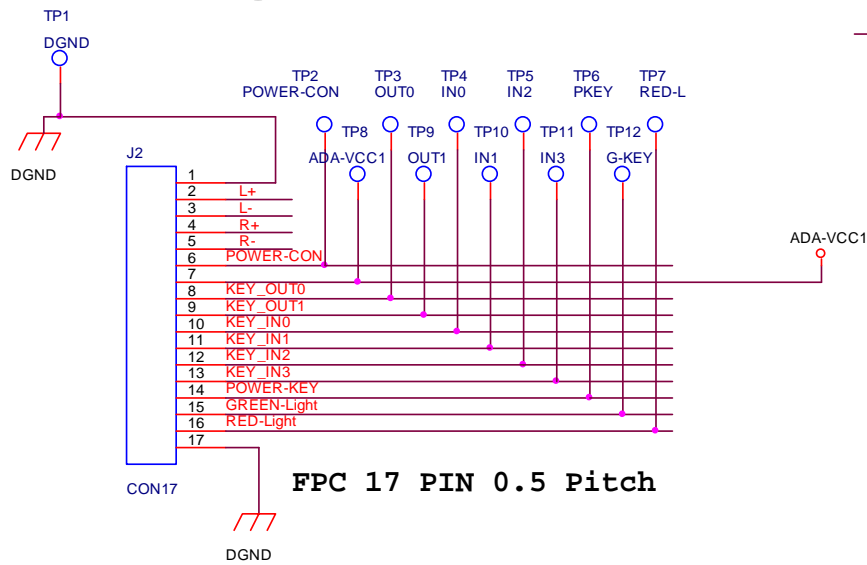 TP1
DGND
DGND
TP2
POWER-CON
TP3
OUT0
TP4
IN0
TP5
IN2
TP6
PKEY
TP7
RED-L
TP8
ADA-VCC1
TP9
OUT1
TP10
IN1
TP11
IN3
TP12
G-KEY
ADA-VCC1
J2
1
2 L+
3 L-
4 R+
5 R-
6 POWER-CON
7
8 KEY_OUT0
9 KEY_OUT1
10 KEY_IN0
11 KEY_IN1
12 KEY_IN2
13 KEY_IN3
14 POWER-KEY
15 GREEN-Light
16 RED-Light
17
CON17
FPC 17 PIN 0.5 Pitch
DGND